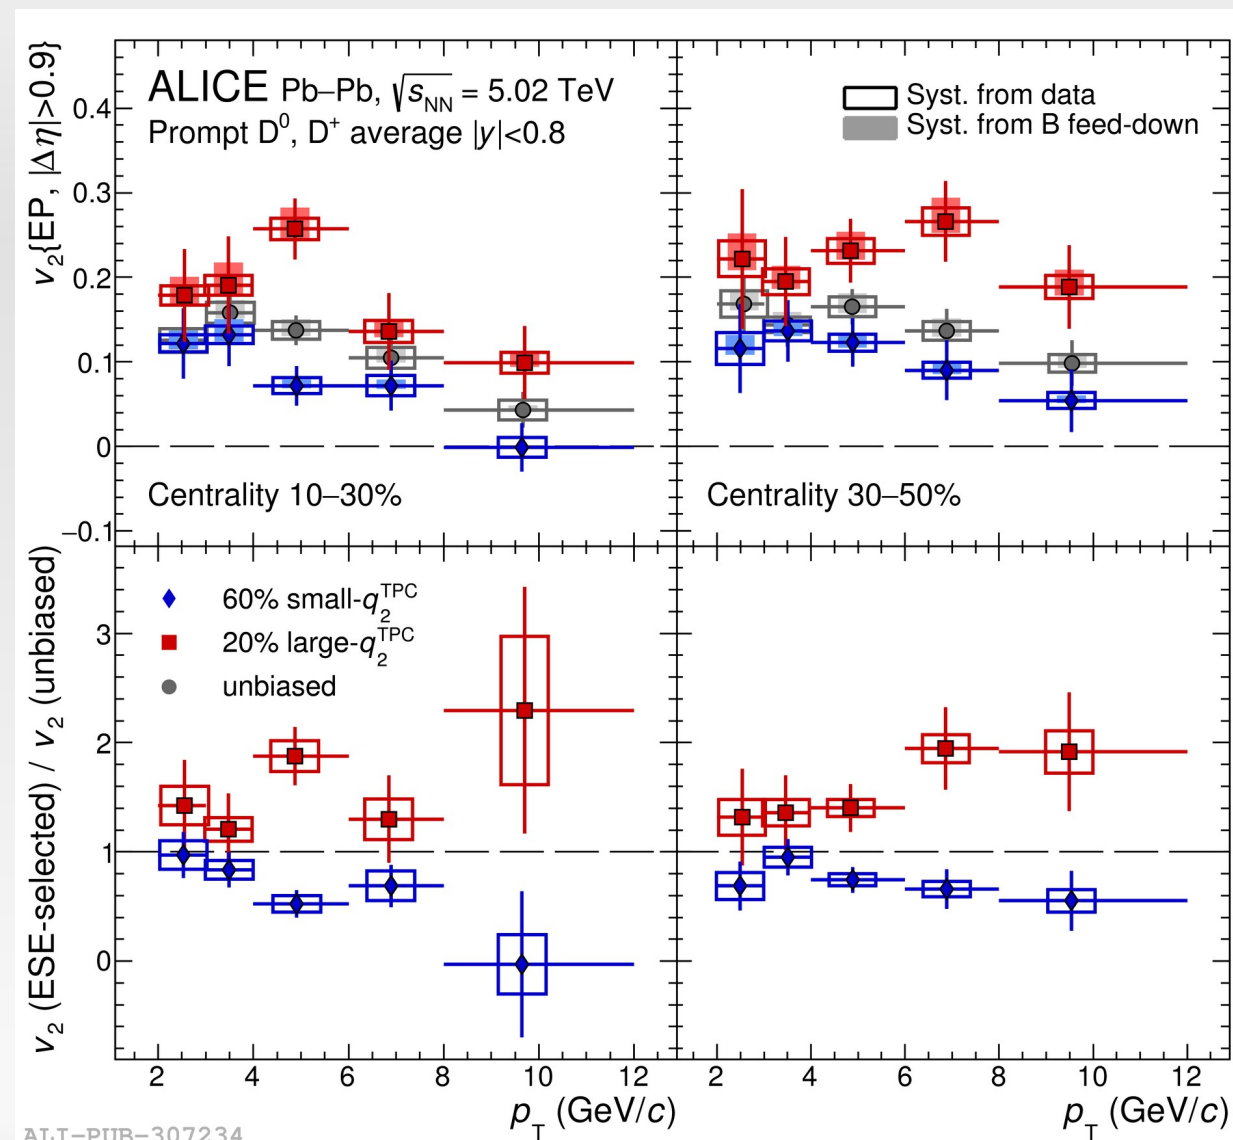 v₂{EP, |Δη|>0.9}
0.4
0.3
0.2
0.1
0
−0.1
ALICE Pb–Pb, √sNN = 5.02 TeV
Prompt D⁰, D⁺ average |y|<0.8
Centrality 10–30%
Syst. from data
Syst. from B feed-down
Centrality 30–50%
v₂ (ESE-selected) / v₂ (unbiased)
3
2
1
0
60% small-q₂ᵀᴾᶜ
20% large-q₂ᵀᴾᶜ
unbiased
2 4 6 8 10 12
pT (GeV/c)
2 4 6 8 10 12
pT (GeV/c)
ALI−PUB−307234